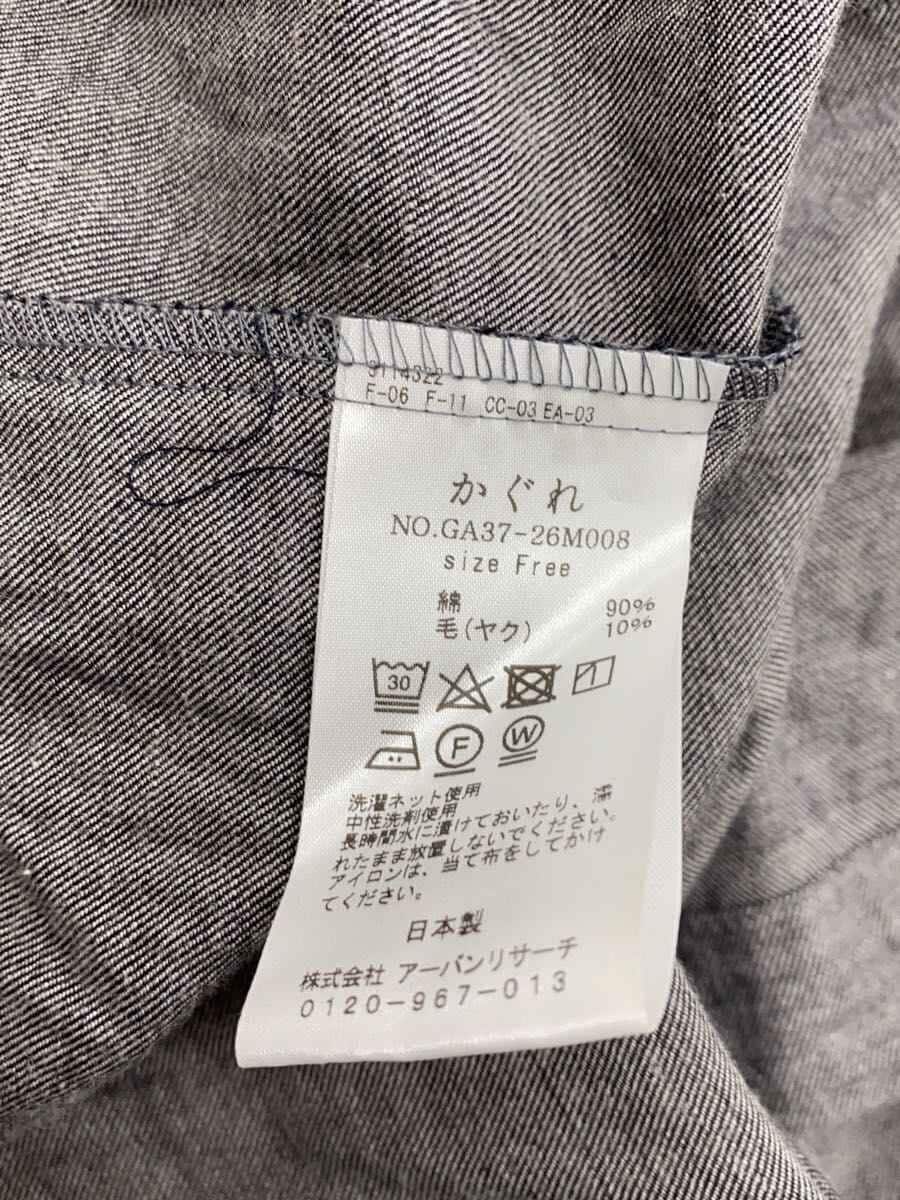 9114322
F-06 F-11 CC-03 EA-03
かぐれ
NO.GA37-26M008
size Free
綿 90%
毛(ヤク) 10%
30
F W
洗濯ネット使用
中性洗剤使用
長時間水に漬けておいたり、濡
れたまま放置しないでください。
アイロンは、当て布をしてかけ
てください。
日本製
株式会社 アーバンリサーチ
0120-967-013